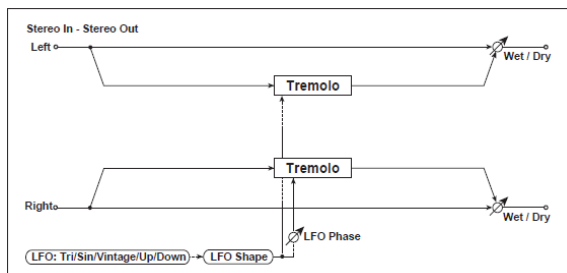 Stereo In - Stereo Out
Left
Wet / Dry
Tremolo
Tremolo
Right
Wet / Dry
LFO Phase
LFO: Tri/Sin/Vintage/Up/Down
LFO Shape